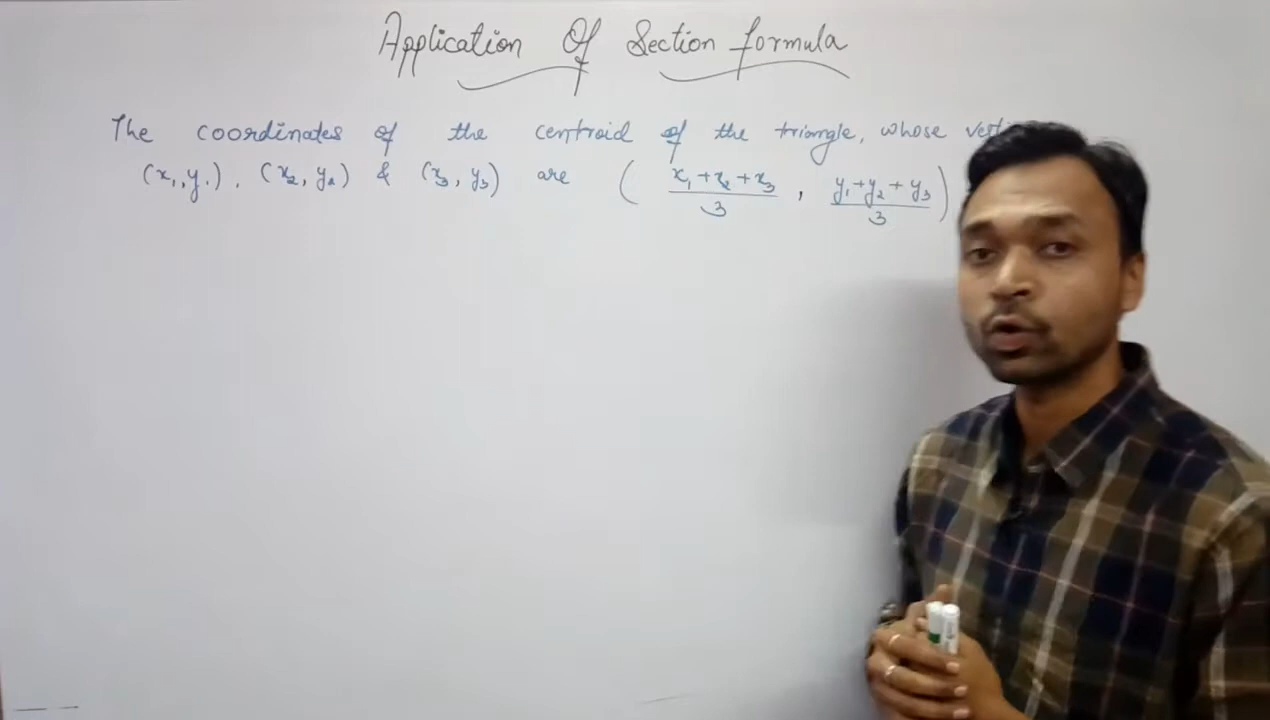 Application Of Section formula
The coordinates of the centroid of the triangle, whose
(x₁, y₁), (x₂, y₂) & (x₃, y₃) are ( x₁ + x₂ + x₃ / 3 , y₁ + y₂ + y₃ / 3 )